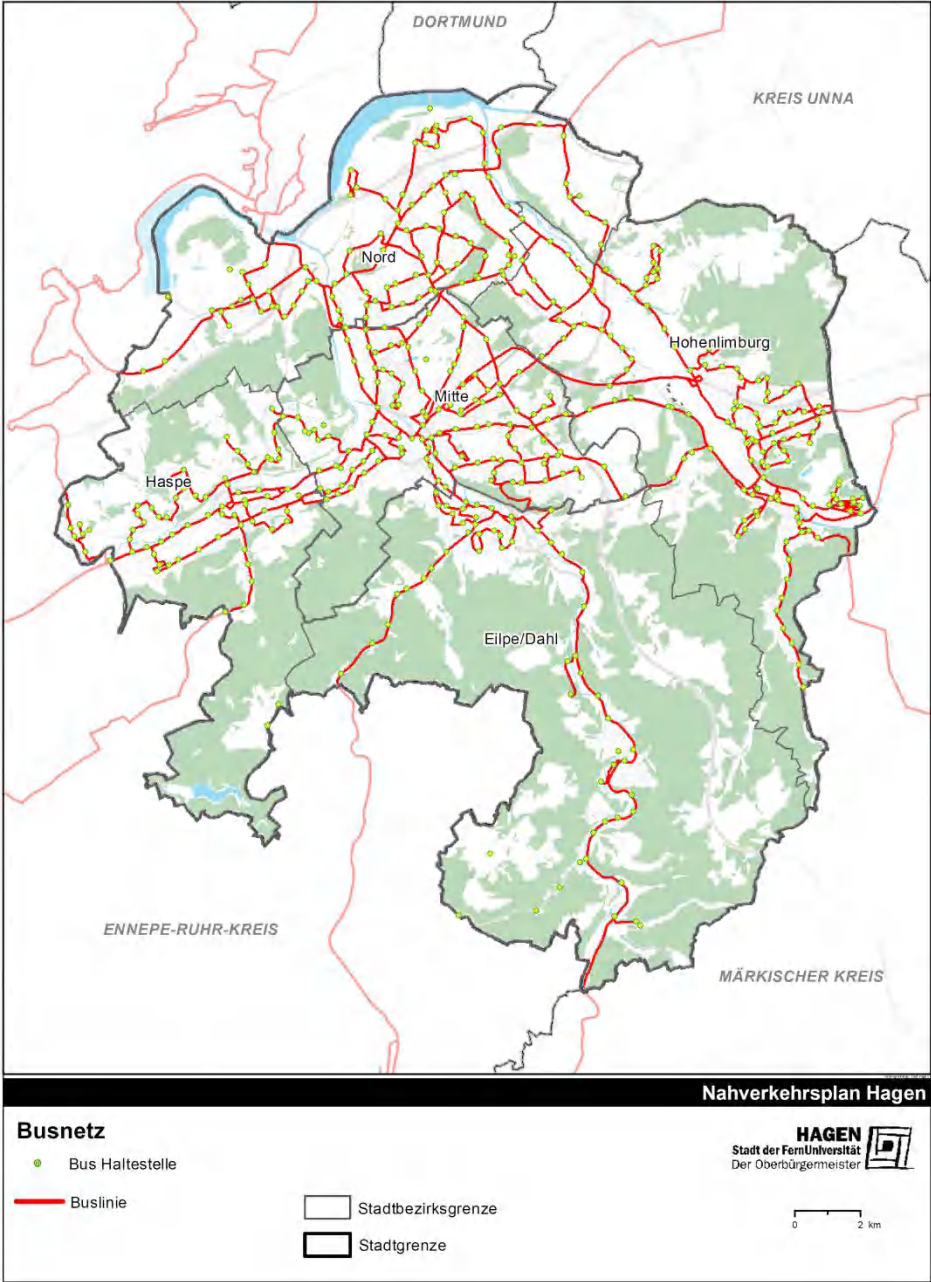 DORTMUND
KREIS UNNA
Nord
Hohenlimburg
Mitte
Haspe
Eilpe/Dahl
ENNEPE-RUHR-KREIS
MÄRKISCHER KREIS
Nahverkehrsplan Hagen
Busnetz
Bus Haltestelle
Buslinie
Stadtbezirksgrenze
Stadtgrenze
HAGEN
Stadt der FernUniversität
Der Oberbürgermeister
0 2 km